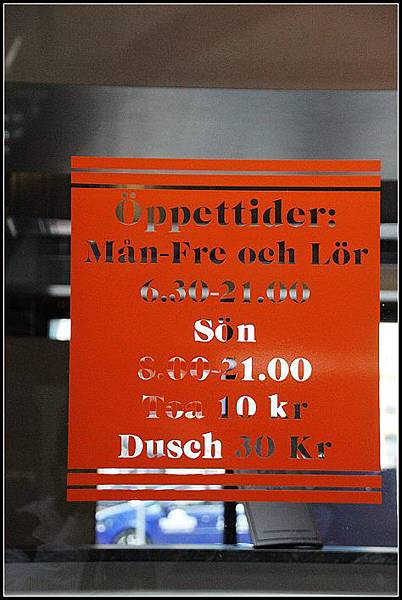 Öppettider:
Mån-Fre och Lör
6.30-21.00
Sön
8.00-21.00
Toa 10 kr
Dusch 30 Kr